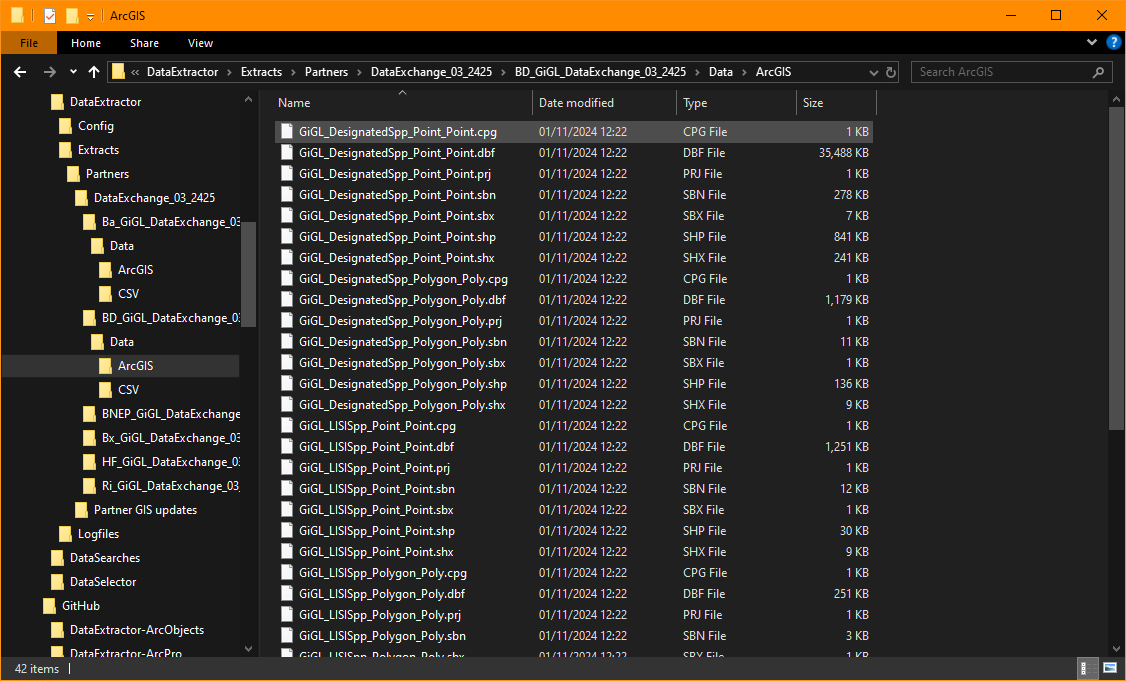 ArcGIS
File Home Share View
« DataExtractor › Extracts › Partners › DataExchange_03_2425 › BD_GiGL_DataExchange_03_2425 › Data › ArcGIS
Search ArcGIS
DataExtractor
Config
Extracts
Partners
DataExchange_03_2425
Ba_GiGL_DataExchange_03
Data
ArcGIS
CSV
BD_GiGL_DataExchange_03
Data
ArcGIS
CSV
BNEP_GiGL_DataExchange
Bx_GiGL_DataExchange_03
HF_GiGL_DataExchange_03
Ri_GiGL_DataExchange_03_
Partner GIS updates
Logfiles
DataSearches
DataSelector
GitHub
DataExtractor-ArcObjects
DataExtractor-ArcPro
Name Date modified Type Size
GiGL_DesignatedSpp_Point_Point.cpg 01/11/2024 12:22 CPG File 1 KB
GiGL_DesignatedSpp_Point_Point.dbf 01/11/2024 12:22 DBF File 35,488 KB
GiGL_DesignatedSpp_Point_Point.prj 01/11/2024 12:22 PRJ File 1 KB
GiGL_DesignatedSpp_Point_Point.sbn 01/11/2024 12:22 SBN File 278 KB
GiGL_DesignatedSpp_Point_Point.sbx 01/11/2024 12:22 SBX File 7 KB
GiGL_DesignatedSpp_Point_Point.shp 01/11/2024 12:22 SHP File 841 KB
GiGL_DesignatedSpp_Point_Point.shx 01/11/2024 12:22 SHX File 241 KB
GiGL_DesignatedSpp_Polygon_Poly.cpg 01/11/2024 12:22 CPG File 1 KB
GiGL_DesignatedSpp_Polygon_Poly.dbf 01/11/2024 12:22 DBF File 1,179 KB
GiGL_DesignatedSpp_Polygon_Poly.prj 01/11/2024 12:22 PRJ File 1 KB
GiGL_DesignatedSpp_Polygon_Poly.sbn 01/11/2024 12:22 SBN File 11 KB
GiGL_DesignatedSpp_Polygon_Poly.sbx 01/11/2024 12:22 SBX File 1 KB
GiGL_DesignatedSpp_Polygon_Poly.shp 01/11/2024 12:22 SHP File 136 KB
GiGL_DesignatedSpp_Polygon_Poly.shx 01/11/2024 12:22 SHX File 9 KB
GiGL_LISISpp_Point_Point.cpg 01/11/2024 12:22 CPG File 1 KB
GiGL_LISISpp_Point_Point.dbf 01/11/2024 12:22 DBF File 1,251 KB
GiGL_LISISpp_Point_Point.prj 01/11/2024 12:22 PRJ File 1 KB
GiGL_LISISpp_Point_Point.sbn 01/11/2024 12:22 SBN File 12 KB
GiGL_LISISpp_Point_Point.sbx 01/11/2024 12:22 SBX File 1 KB
GiGL_LISISpp_Point_Point.shp 01/11/2024 12:22 SHP File 30 KB
GiGL_LISISpp_Point_Point.shx 01/11/2024 12:22 SHX File 9 KB
GiGL_LISISpp_Polygon_Poly.cpg 01/11/2024 12:22 CPG File 1 KB
GiGL_LISISpp_Polygon_Poly.dbf 01/11/2024 12:22 DBF File 251 KB
GiGL_LISISpp_Polygon_Poly.prj 01/11/2024 12:22 PRJ File 1 KB
GiGL_LISISpp_Polygon_Poly.sbn 01/11/2024 12:22 SBN File 3 KB
GiGL_LISISpp_Polygon_Poly.sbx 01/11/2024 12:22 SBX File 1 KB
42 items